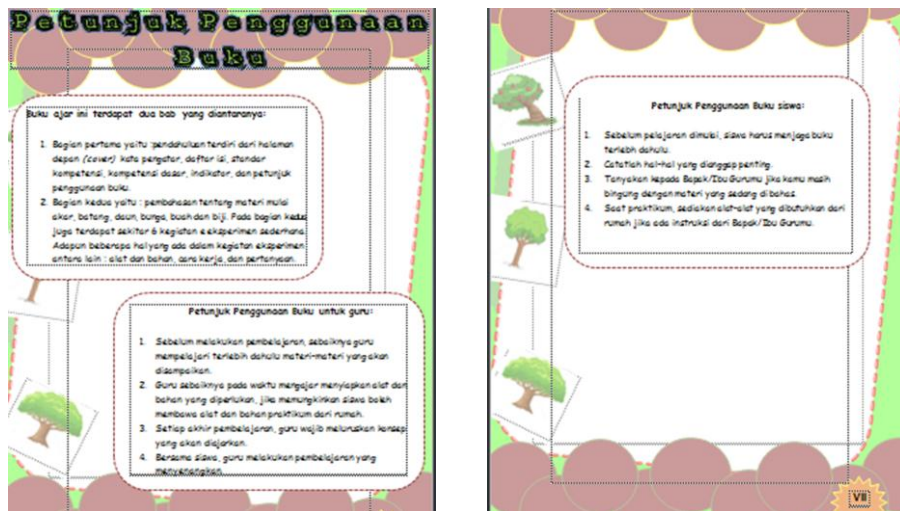 Petunjuk Penggunaan
Buku
Buku ajar ini terdapat dua bab yang diantaranya:
1. Bagian pertama yaitu :pendahuluan terdiri dari halaman
depan (cover) kata pengatar, daftar isi, standar
kompetensi, kompetensi dasar, indikator, dan petunjuk
penggunaan buku.
2. Bagian kedua yaitu : pembahasan tentang materi mulai
akar, batang, daun, bunga, buah dan biji. Pada bagian kedua
juga terdapat sekitar 6 kegiatan eeksperimen sederhana.
Adapun beberapa hal yang ada dalam kegiatan eksperimen
antara lain : alat dan bahan, cara kerja, dan pertanyaan.
Petunjuk Penggunaan Buku untuk guru:
1. Sebelum melakukan pembelajaran, sebaiknya guru
mempelajari terlebih dahulu materi-materi yang akan
disampaikan.
2. Guru sebaiknya pada waktu mengajar menyiapkan alat dan
bahan yang diperlukan, jika memungkinkan siswa boleh
membawa alat dan bahan praktikum dari rumah.
3. Setiap akhir pembelajaran, guru wajib meluruskan konsep
yang akan diajarkan.
4. Bersama siswa, guru melakukan pembelajaran yang
menyenangkan.
Petunjuk Penggunaan Buku siswa:
1. Sebelum pelajaran dimulai, siswa harus menjaga buku
terlebih dahulu.
2. Catatlah hal-hal yang dianggap penting.
3. Tanyakan kepada Bapak/Ibu Gurumu jika kamu masih
bingung dengan materi yang sedang di bahas.
4. Saat praktikum, sediakan alat-alat yang dibutuhkan dari
rumah jika ada instruksi dari Bapak/Ibu Gurumu.
VII